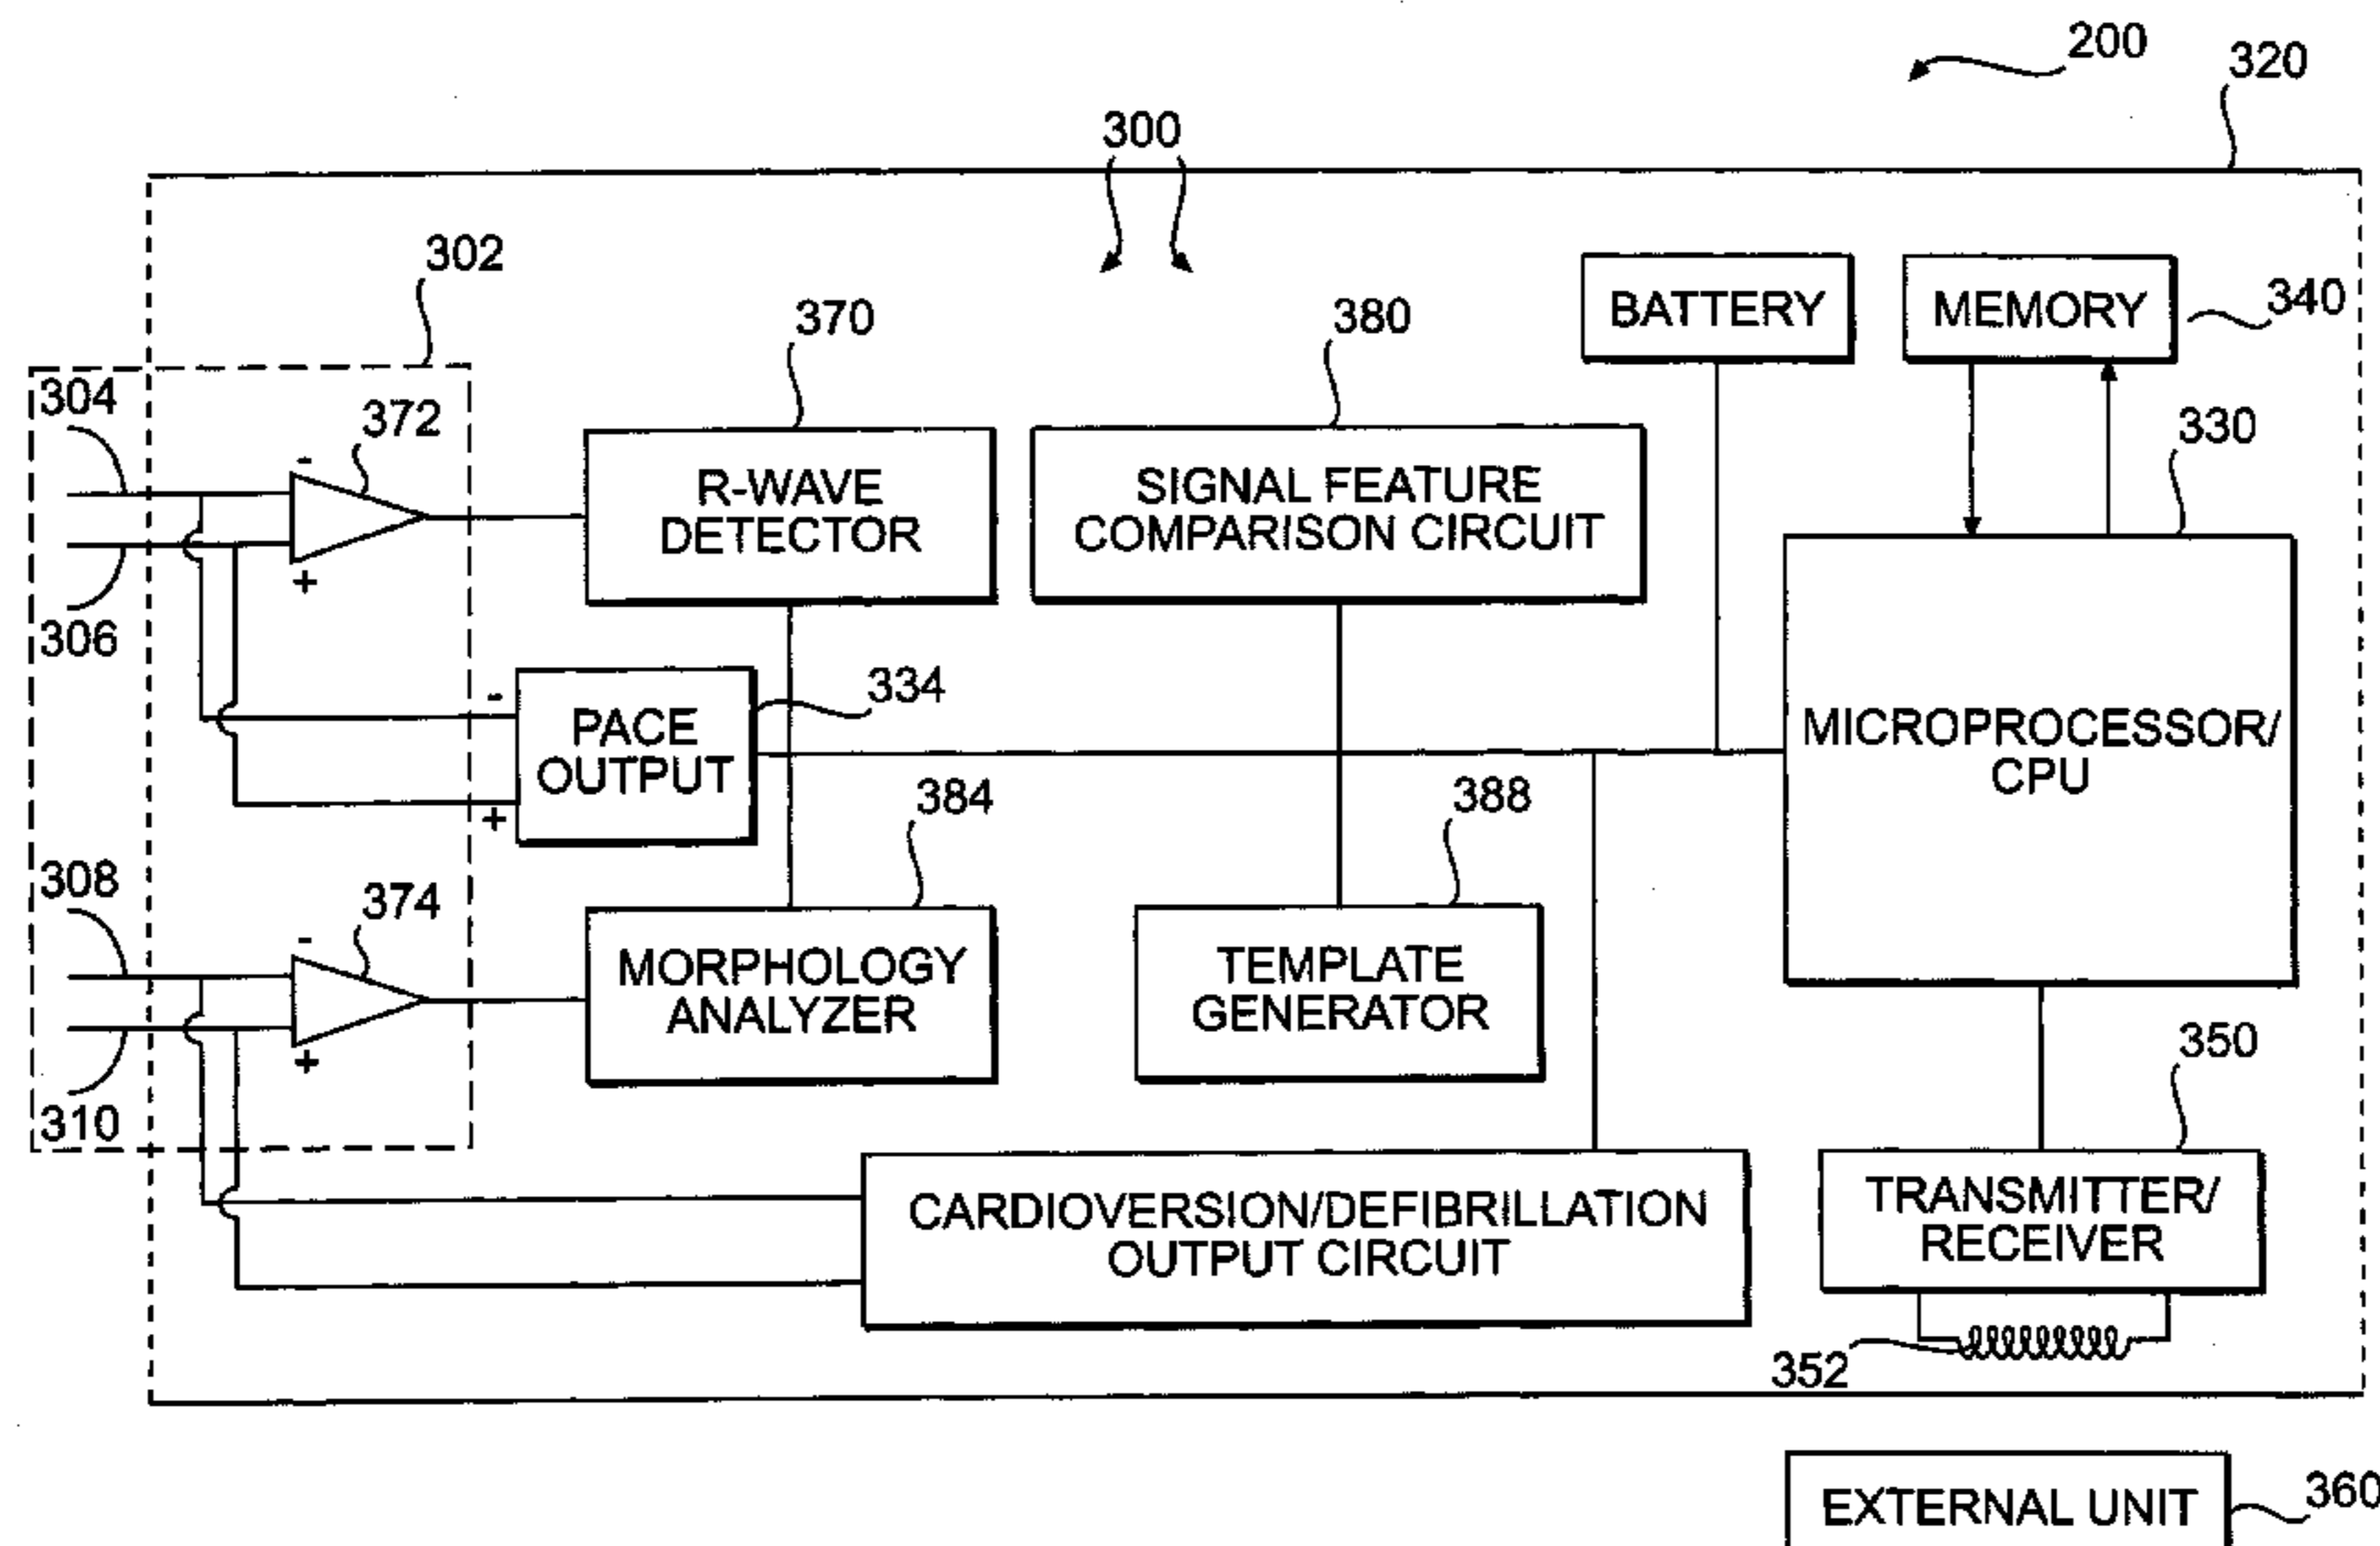 200
320
300
302
BATTERY
MEMORY
340
370
380
304
372
-
330
R-WAVE
DETECTOR
SIGNAL FEATURE
COMPARISON CIRCUIT
+
306
-
334
PACE
OUTPUT
MICROPROCESSOR/
CPU
+
384
388
308
374
-
MORPHOLOGY
ANALYZER
TEMPLATE
GENERATOR
+
350
310
CARDIOVERSION/DEFIBRILLATION
OUTPUT CIRCUIT
TRANSMITTER/
RECEIVER
352
EXTERNAL UNIT
360